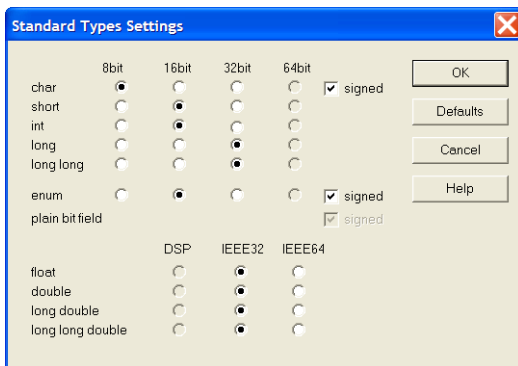 Standard Types Settings
8bit 16bit 32bit 64bit
char signed
short
int
long
long long
enum signed
plain bit field signed
DSP IEEE32 IEEE64
float
double
long double
long long double
OK
Defaults
Cancel
Help